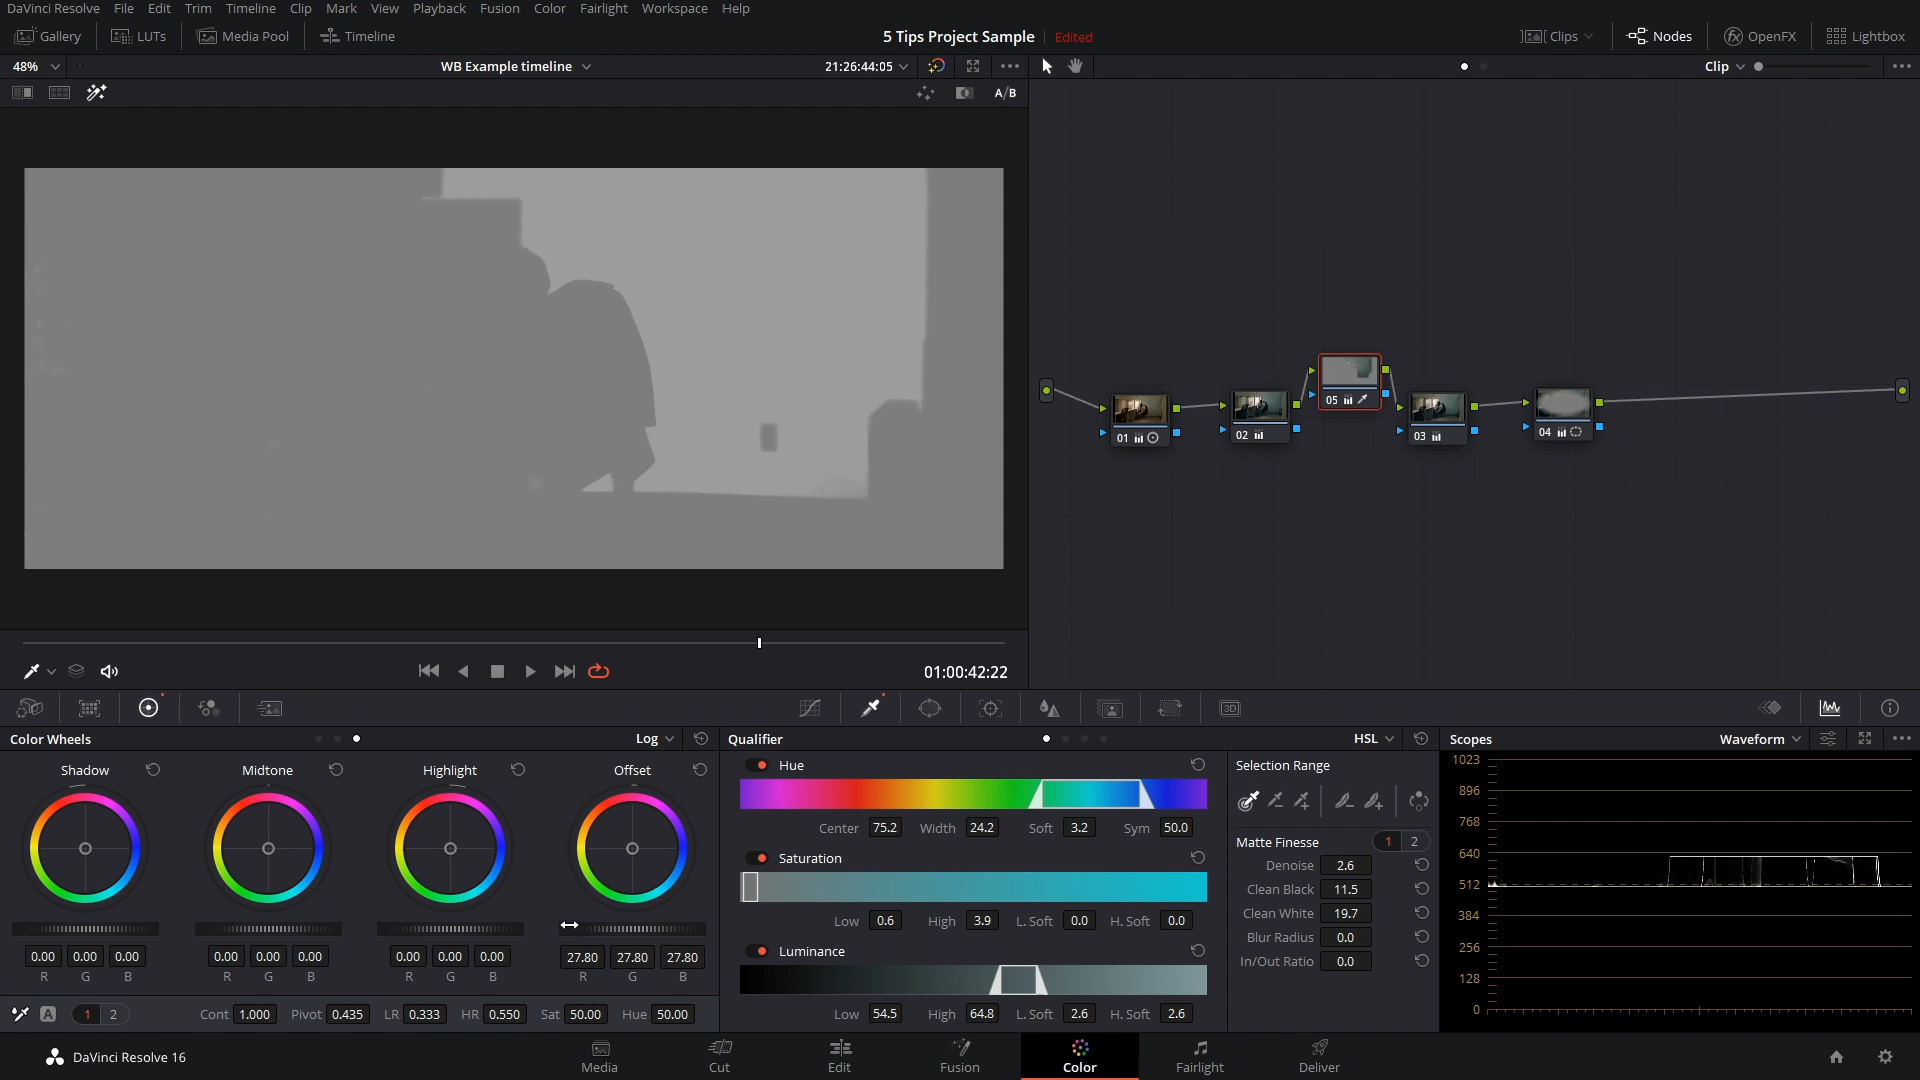 DaVinci Resolve File Edit Trim Timeline Clip Mark View Playback Fusion Color Fairlight Workspace Help
Gallery LUTs Media Pool Timeline 5 Tips Project Sample Edited Clips Nodes OpenFX Lightbox
48% WB Example timeline 21:26:44:05 Clip
A/B
05
01 02 03 04
01:00:42:22
3D
Color Wheels Log Qualifier HSL Scopes Waveform
Shadow Midtone Highlight Offset
Hue
Center 75.2 Width 24.2 Soft 3.2 Sym 50.0
Saturation
Low 0.6 High 3.9 L. Soft 0.0 H. Soft 0.0
Luminance
Low 54.5 High 64.8 L. Soft 2.6 H. Soft 2.6
Selection Range
Matte Finesse 1 2
Denoise 2.6
Clean Black 11.5
Clean White 19.7
Blur Radius 0.0
In/Out Ratio 0.0
1023
896
768
640
512
384
256
128
0
0.00 0.00 0.00 0.00 0.00 0.00 0.00 0.00 0.00 27.80 27.80 27.80
R G B R G B R G B R G B
A 1 2 Cont 1.000 Pivot 0.435 LR 0.333 HR 0.550 Sat 50.00 Hue 50.00
DaVinci Resolve 16
Media Cut Edit Fusion Color Fairlight Deliver